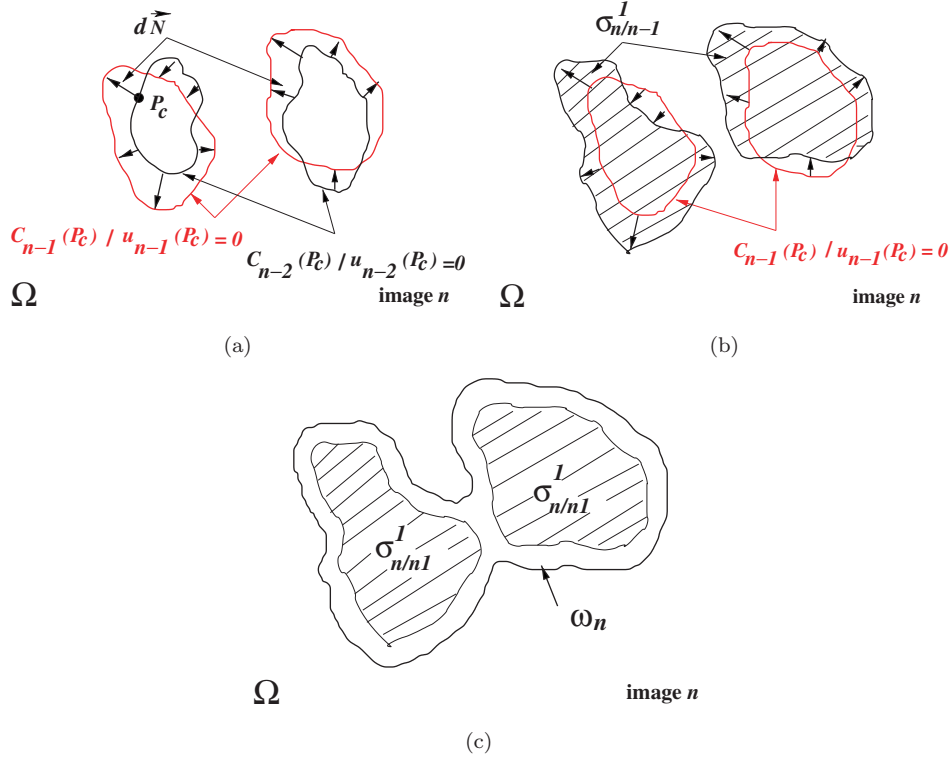 d N⃗
P_c
C_{n-1}(P_c) / u_{n-1}(P_c)=0
C_{n-2}(P_c) / u_{n-2}(P_c)=0
Ω
image n
(a)
σ^1_{n/n-1}
C_{n-1}(P_c) / u_{n-1}(P_c)=0
Ω
image n
(b)
σ^1_{n/n1}
σ^1_{n/n1}
ω_n
Ω
image n
(c)